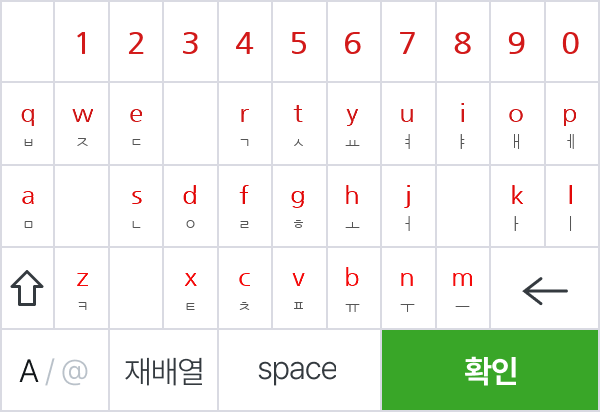 1 2 3 4 5 6 7 8 9 0
q w e r t y u i o p
ㅂ ㅈ ㄷ ㄱ ㅅ ㅛ ㅕ ㅑ ㅐ ㅔ
a s d f g h j k l
ㅁ ㄴ ㅇ ㄹ ㅎ ㅗ ㅓ ㅏ ㅣ
z x c v b n m
ㅋ ㅌ ㅊ ㅍ ㅠ ㅜ ㅡ
A / @ 재배열 space 확인